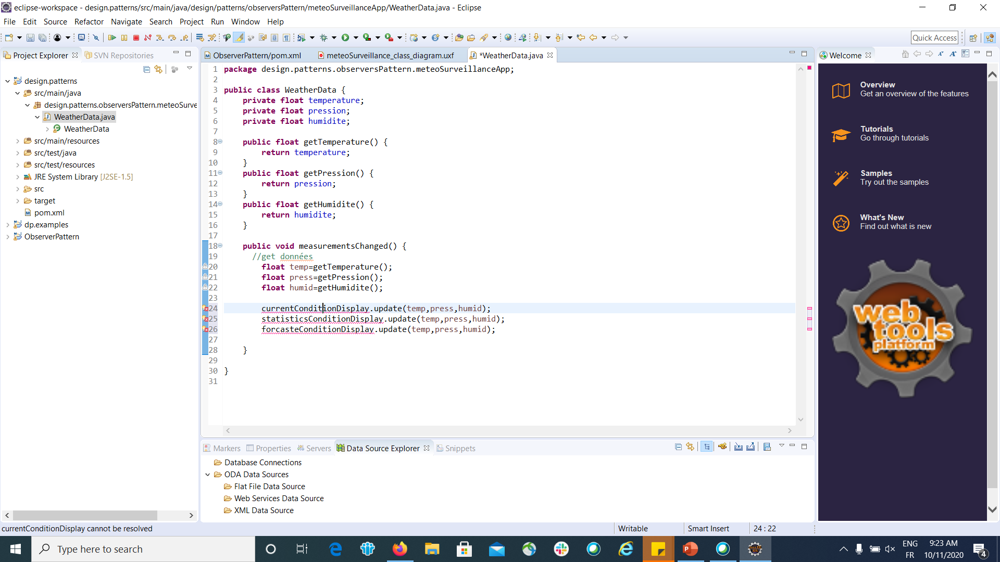 eclipse-workspace - design.patterns/src/main/java/design/patterns/observersPattern/meteoSurveillanceApp/WeatherData.java - Eclipse
File Edit Source Refactor Navigate Search Project Run Window Help
Quick Access
Project Explorer SVN Repositories
ObserverPattern/pom.xml meteoSurveillance_class_diagram.uxf *WeatherData.java
Welcome
design.patterns
src/main/java
design.patterns.observersPattern.meteoSurve
WeatherData.java
WeatherData
src/main/resources
src/test/java
src/test/resources
JRE System Library [J2SE-1.5]
src
target
pom.xml
dp.examples
ObserverPattern
1 package design.patterns.observersPattern.meteoSurveillanceApp;
2
3 public class WeatherData {
4     private float temperature;
5     private float pression;
6     private float humidite;
7
8     public float getTemperature() {
9         return temperature;
10     }
11     public float getPression() {
12         return pression;
13     }
14     public float getHumidite() {
15         return humidite;
16     }
17
18     public void measurementsChanged() {
19       //get données
20         float temp=getTemperature();
21         float press=getPression();
22         float humid=getHumidite();
23
24         currentConditionDisplay.update(temp,press,humid);
25         statisticsConditionDisplay.update(temp,press,humid);
26         forcasteConditionDisplay.update(temp,press,humid);
27
28     }
29
30 }
31
Overview
Get an overview of the features
Tutorials
Go through tutorials
Samples
Try out the samples
What's New
Find out what is new
web
tools
platform
Markers Properties Servers Data Source Explorer Snippets
Database Connections
ODA Data Sources
Flat File Data Source
Web Services Data Source
XML Data Source
currentConditionDisplay cannot be resolved
Writable Smart Insert 24 : 22
Type here to search
ENG
FR
9:23 AM
10/11/2020
4